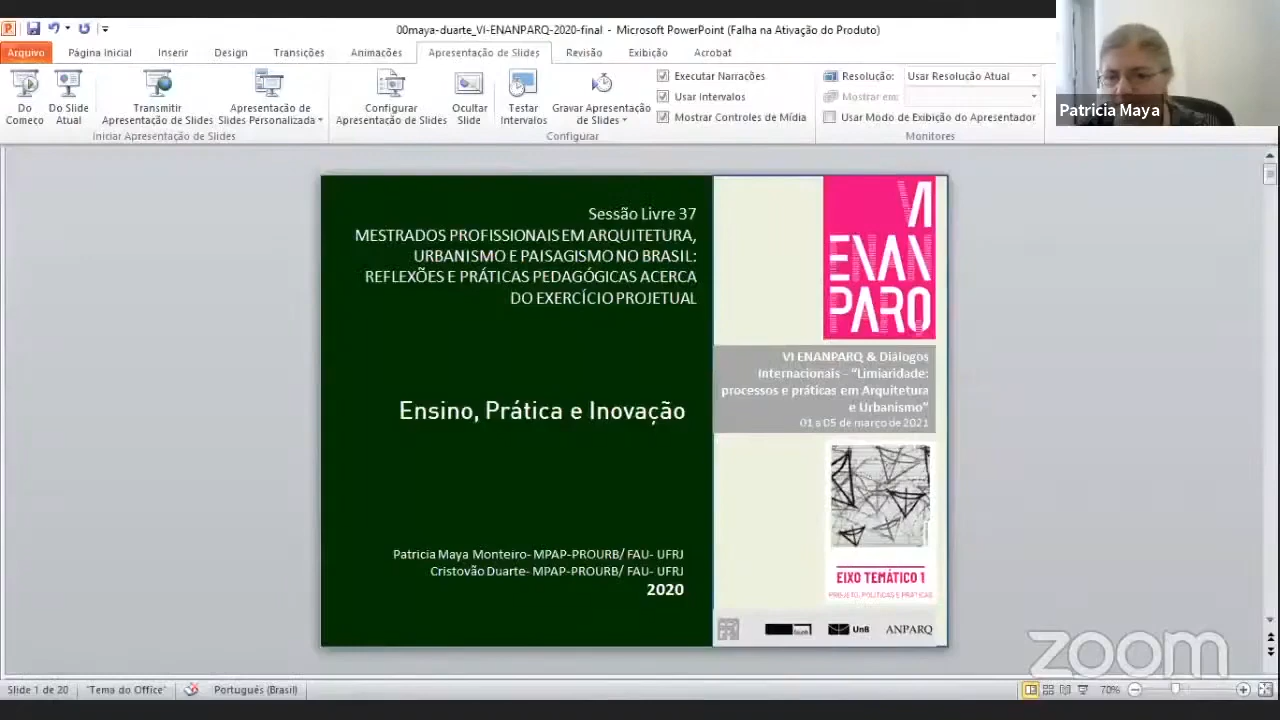 00maya-duarte_VI-ENANPARQ-2020-final - Microsoft PowerPoint (Falha na Ativação do Produto)
Arquivo Página Inicial Inserir Design Transições Animações Apresentação de Slides Revisão Exibição Acrobat
Do Começo
Do Slide Atual
Transmitir Apresentação de Slides
Apresentação de Slides Personalizada
Iniciar Apresentação de Slides
Configurar Apresentação de Slides
Ocultar Slide
Testar Intervalos
Gravar Apresentação de Slides
Executar Narrações
Usar Intervalos
Mostrar Controles de Mídia
Configurar
Resolução: Usar Resolução Atual
Mostrar em:
Usar Modo de Exibição do Apresentador
Monitores
Patricia Maya
Sessão Livre 37
MESTRADOS PROFISSIONAIS EM ARQUITETURA,
URBANISMO E PAISAGISMO NO BRASIL:
REFLEXÕES E PRÁTICAS PEDAGÓGICAS ACERCA
DO EXERCÍCIO PROJETUAL
Ensino, Prática e Inovação
Patricia Maya Monteiro- MPAP-PROURB/ FAU- UFRJ
Cristovão Duarte- MPAP-PROURB/ FAU- UFRJ
2020
VI
ENAN
PARQ
VI ENANPARQ & Diálogos
Internacionais - "Limiaridade:
processos e práticas em Arquitetura
e Urbanismo"
01 a 05 de março de 2021
EIXO TEMÁTICO 1
PROJETO, POLÍTICAS E PRÁTICAS
UnB ANPARQ
zoom
Slide 1 de 20 "Tema do Office" Português (Brasil) 70%